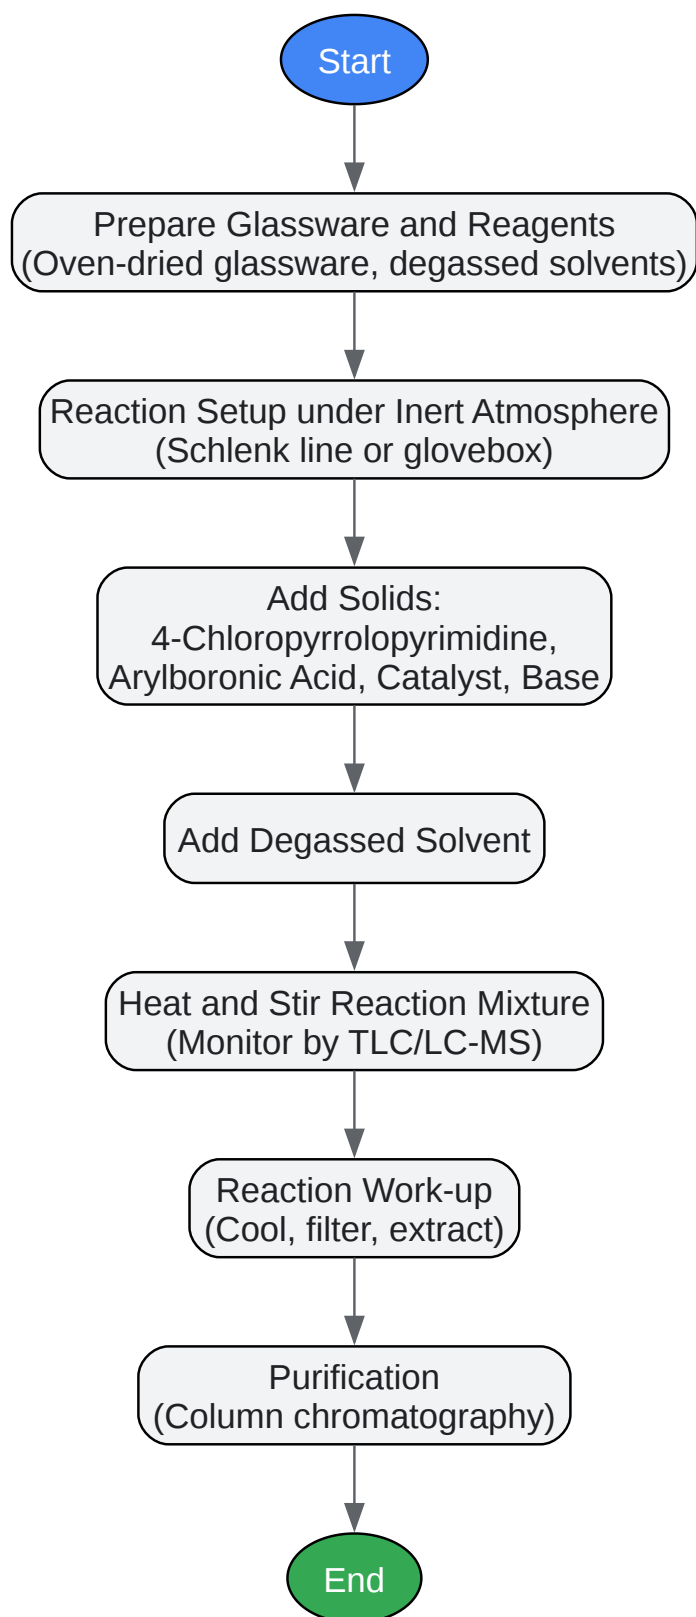 Start
Prepare Glassware and Reagents
(Oven-dried glassware, degassed solvents)
Reaction Setup under Inert Atmosphere
(Schlenk line or glovebox)
Add Solids:
4-Chloropyrrolopyrimidine,
Arylboronic Acid, Catalyst, Base
Add Degassed Solvent
Heat and Stir Reaction Mixture
(Monitor by TLC/LC-MS)
Reaction Work-up
(Cool, filter, extract)
Purification
(Column chromatography)
End